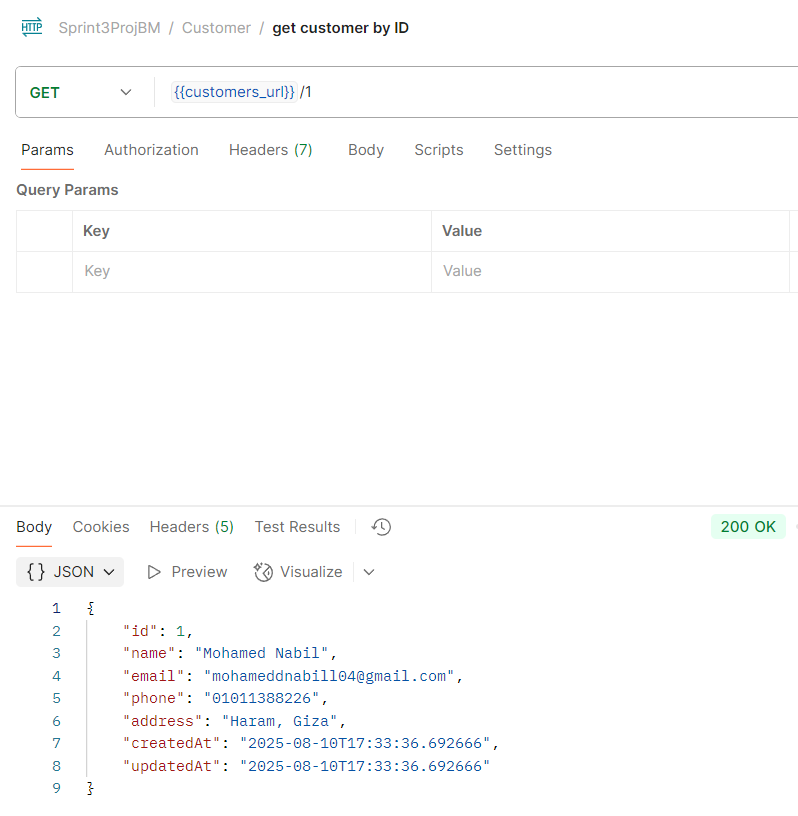 HTTP Sprint3ProjBM / Customer / get customer by ID
GET {{customers_url}} /1
Params Authorization Headers (7) Body Scripts Settings
Query Params
Key Value
Key Value
Body Cookies Headers (5) Test Results 200 OK
{} JSON Preview Visualize
1 {
2 "id": 1,
3 "name": "Mohamed Nabil",
4 "email": "mohameddnabill04@gmail.com",
5 "phone": "01011388226",
6 "address": "Haram, Giza",
7 "createdAt": "2025-08-10T17:33:36.692666",
8 "updatedAt": "2025-08-10T17:33:36.692666"
9 }